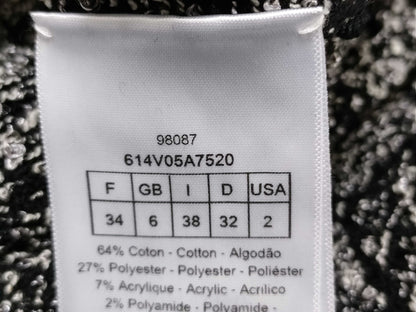 98087
614V05A7520
F GB I D USA
34 6 38 32 2
64% Coton - Cotton - Algodão
27% Polyester - Polyester - Poliéster
7% Acrylique - Acrylic - Acrílico
2% Polyamide - Polyamide -